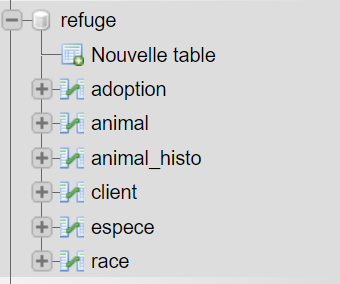 refuge
Nouvelle table
adoption
animal
animal_histo
client
espece
race